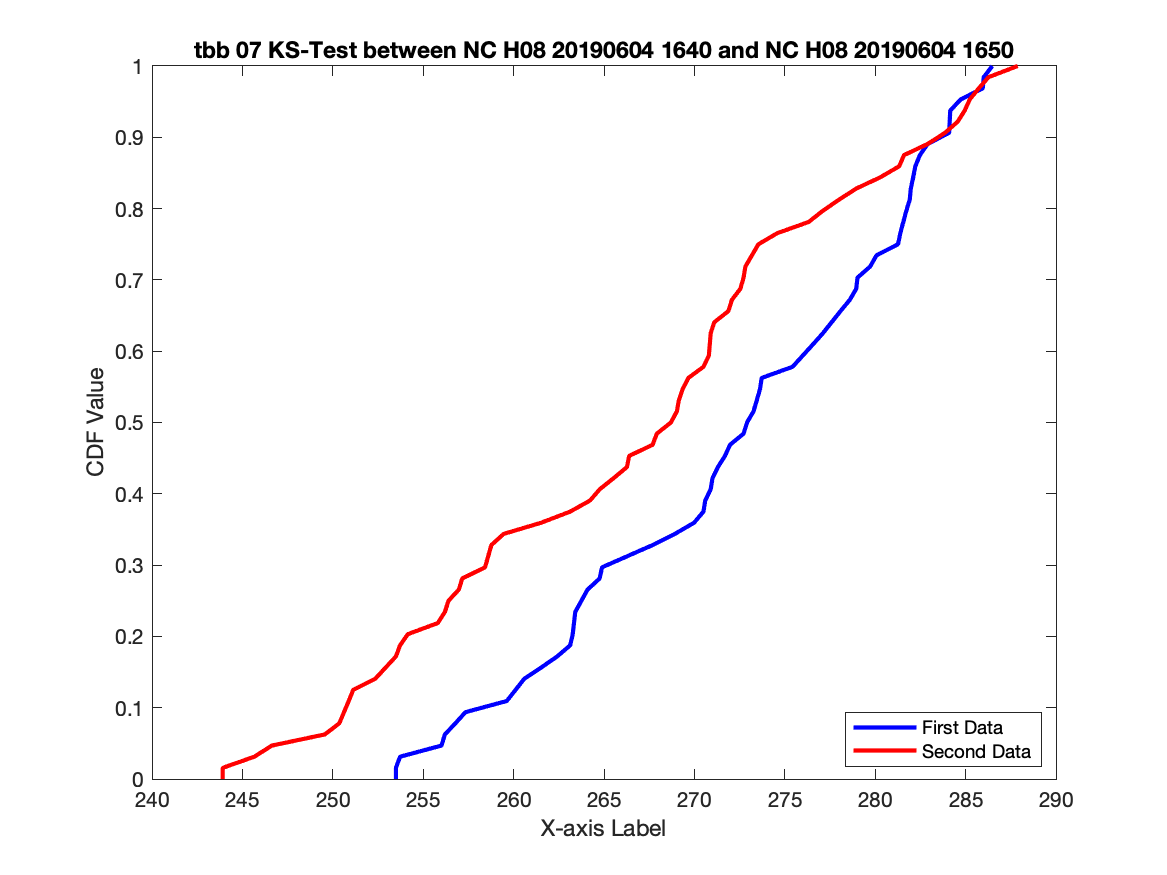 tbb 07 KS-Test between NC H08 20190604 1640 and NC H08 20190604 1650
1
0.9
0.8
0.7
0.6
0.5
0.4
0.3
0.2
0.1
0
CDF Value
First Data
Second Data
240 245 250 255 260 265 270 275 280 285 290
X-axis Label